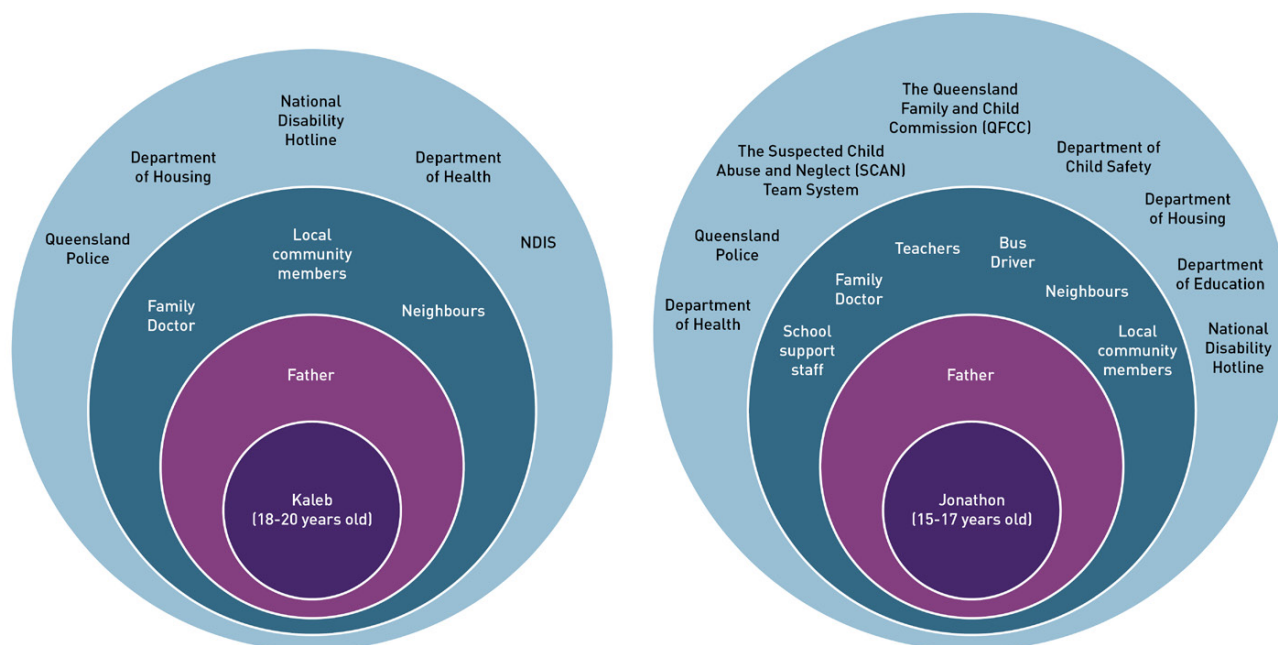 National
Disability
Hotline
Department
of Housing
Department
of Health
Queensland
Police
NDIS
Local
community
members
Family
Doctor
Neighbours
Father
Kaleb
(18-20 years old)
The Queensland
Family and Child
Commission (QFCC)
The Suspected Child
Abuse and Neglect (SCAN)
Team System
Department of
Child Safety
Department
of Housing
Queensland
Police
Department
of Education
Department
of Health
National
Disability
Hotline
Teachers
Bus
Driver
Family
Doctor
Neighbours
School
support
staff
Local
community
members
Father
Jonathon
(15-17 years old)